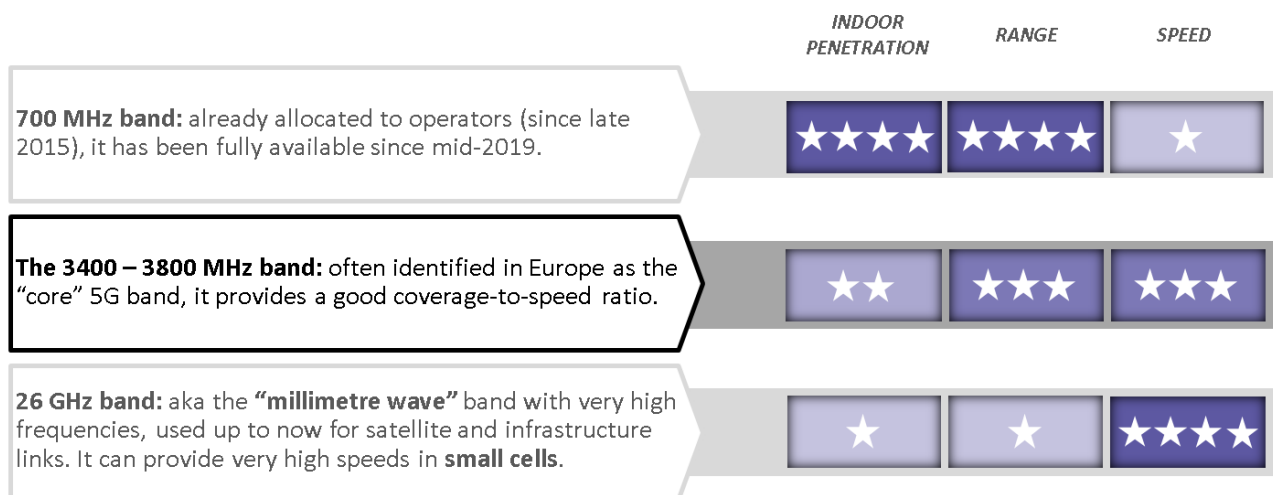 INDOOR
PENETRATION
RANGE
SPEED
700 MHz band: already allocated to operators (since late
2015), it has been fully available since mid-2019.
The 3400 – 3800 MHz band: often identified in Europe as the
“core” 5G band, it provides a good coverage-to-speed ratio.
26 GHz band: aka the “millimetre wave” band with very high
frequencies, used up to now for satellite and infrastructure
links. It can provide very high speeds in small cells.